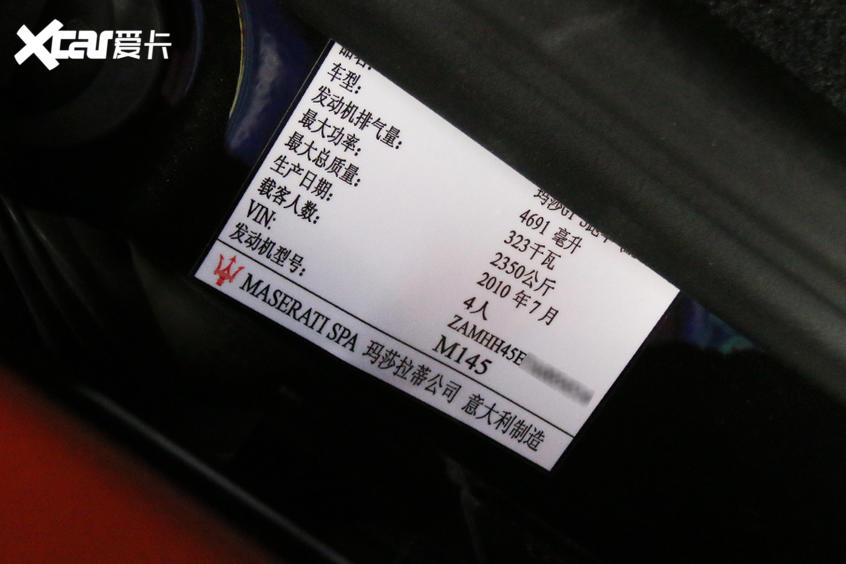 Xcar爱卡
品名:
车型:
发动机排气量: 4691 毫升
最大功率: 323千瓦
最大总质量: 2350公斤
生产日期: 2010 年 7 月
载客人数: 4人
VIN: ZAMHH45E
发动机型号: M145
MASERATI SPA 玛莎拉蒂公司 意大利制造